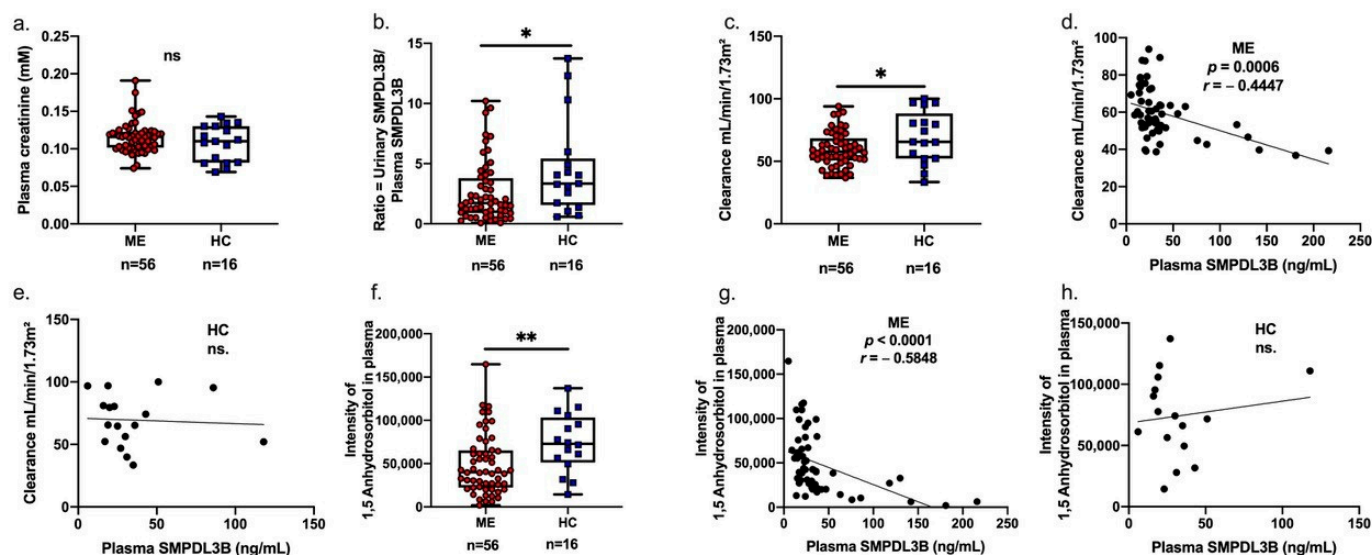 a.
Plasma creatinine (mM)
0.25
0.20
0.15
0.10
0.05
0.00
ns
ME
HC
n=56
n=16
b.
Ratio = Urinary SMPDL3B/
Plasma SMPDL3B
15
10
5
0
*
ME
HC
n=56
n=16
c.
Clearance mL/min/1.73m²
150
100
50
0
*
ME
HC
n=56
n=16
d.
Clearance mL/min/1.73m²
100
80
60
40
20
0
ME
p = 0.0006
r = – 0.4447
0
50
100
150
200
250
Plasma SMPDL3B (ng/mL)
e.
Clearance mL/min/1.73m²
150
100
50
0
HC
ns.
0
50
100
150
Plasma SMPDL3B (ng/mL)
f.
Intensity of
1,5 Anhydrosorbitol in plasma
200,000
150,000
100,000
50,000
0
**
ME
HC
n=56
n=16
g.
Intensity of
1,5 Anhydrosorbitol in plasma
200,000
150,000
100,000
50,000
0
ME
p < 0.0001
r = – 0.5848
0
50
100
150
200
250
Plasma SMPDL3B (ng/mL)
h.
Intensity of
1,5 Anhydrosorbitol in plasma
150,000
100,000
50,000
0
HC
ns.
0
50
100
150
Plasma SMPDL3B (ng/mL)